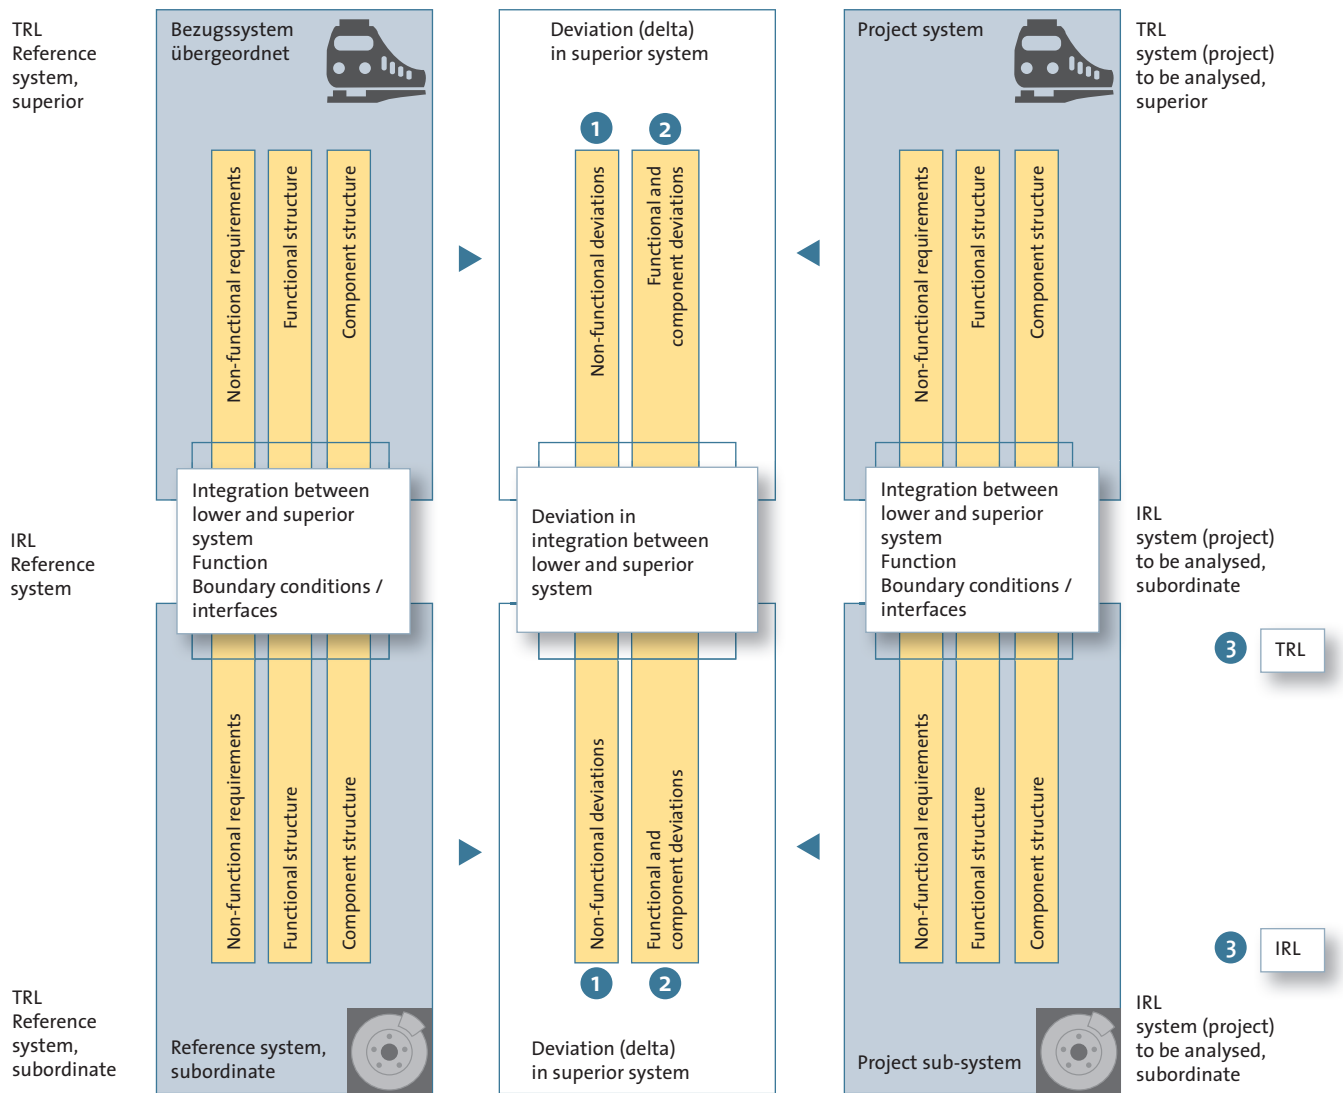 TRL
Reference
system,
superior
Bezugssystem
übergeordnet
Deviation (delta)
in superior system
Project system
TRL
system (project)
to be analysed,
superior
1
2
Non-functional requirements
Functional structure
Component structure
Non-functional deviations
Functional and
component deviations
Non-functional requirements
Functional structure
Component structure
IRL
Reference
system
Integration between
lower and superior
system
Function
Boundary conditions /
interfaces
Deviation in
integration between
lower and superior
system
Integration between
lower and superior
system
Function
Boundary conditions /
interfaces
IRL
system (project)
to be analysed,
subordinate
3
TRL
Non-functional requirements
Functional structure
Component structure
Non-functional deviations
Functional and
component deviations
Non-functional requirements
Functional structure
Component structure
3
IRL
1
2
TRL
Reference
system,
subordinate
Reference system,
subordinate
Deviation (delta)
in superior system
Project sub-system
IRL
system (project)
to be analysed,
subordinate